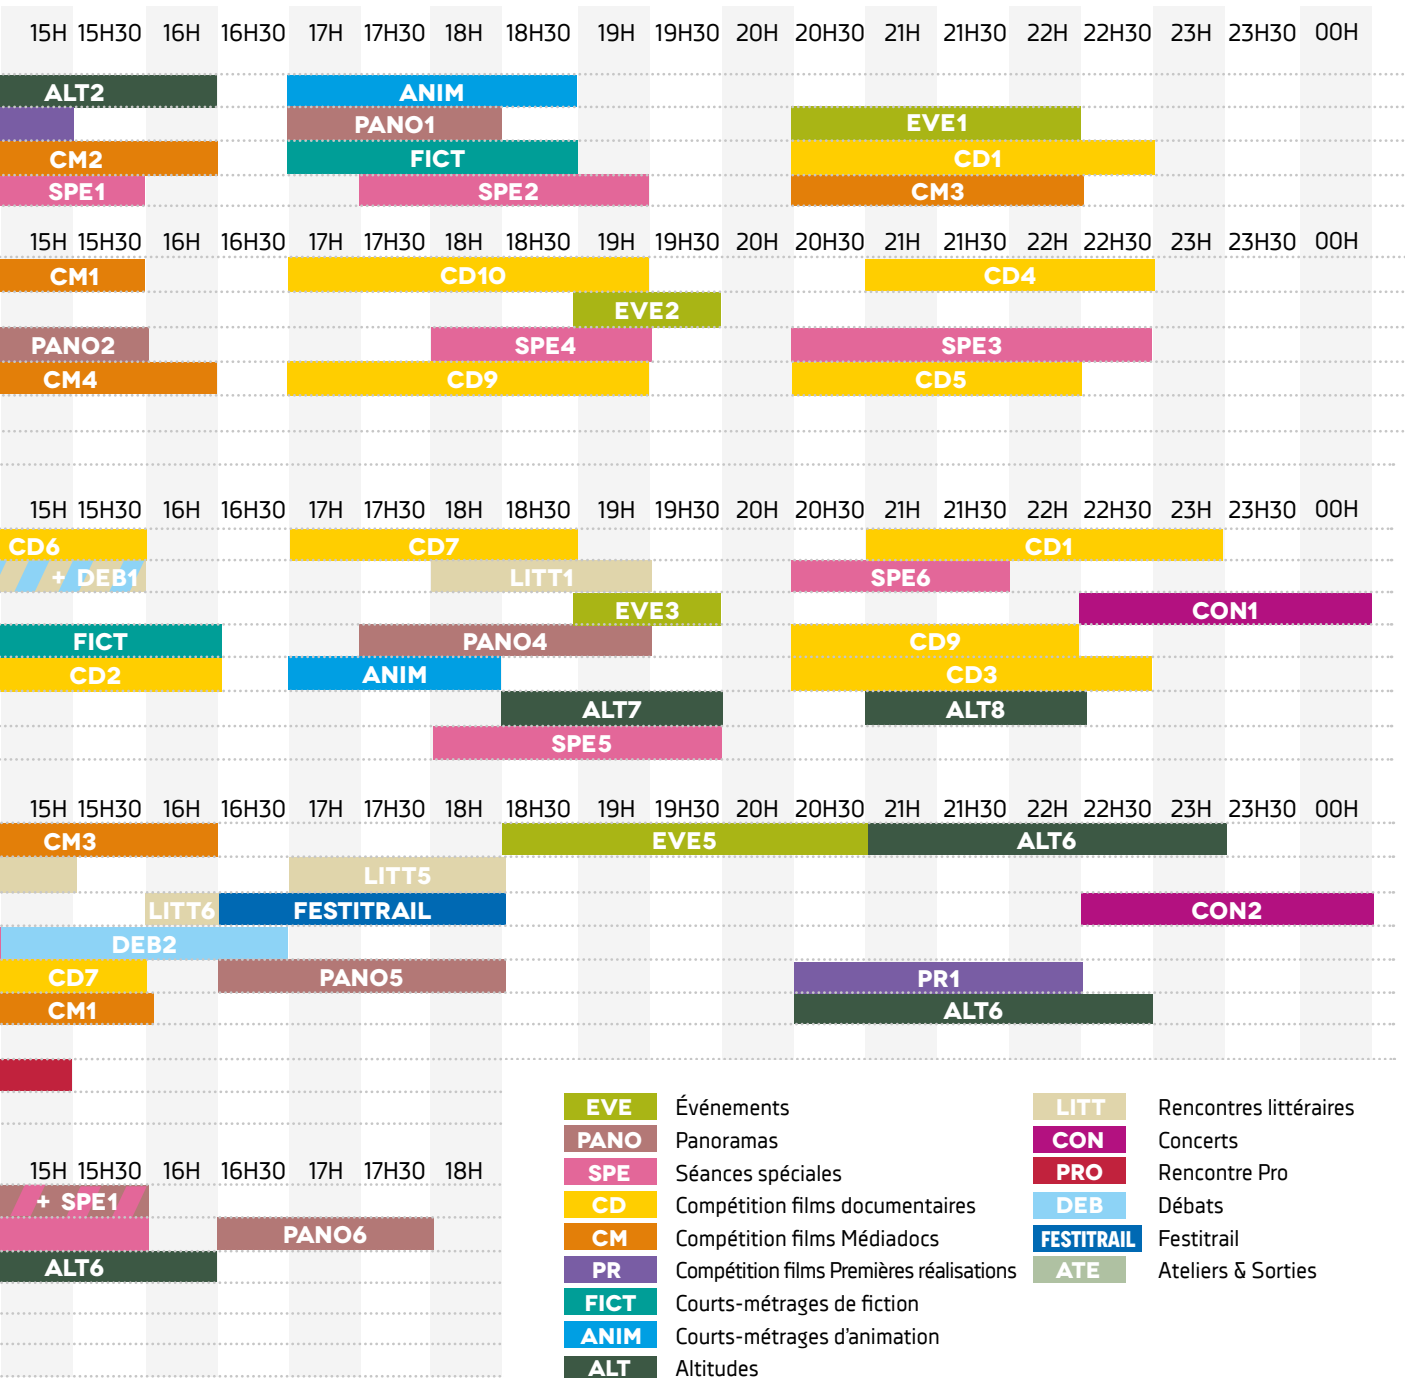 15H 15H30 16H 16H30 17H 17H30 18H 18H30 19H 19H30 20H 20H30 21H 21H30 22H 22H30 23H 23H30 00H
ALT2 ANIM
PANO1 EVE1
CM2 FICT CD1
SPE1 SPE2 CM3
15H 15H30 16H 16H30 17H 17H30 18H 18H30 19H 19H30 20H 20H30 21H 21H30 22H 22H30 23H 23H30 00H
CM1 CD10 CD4
EVE2
PANO2 SPE4 SPE3
CM4 CD9 CD5
15H 15H30 16H 16H30 17H 17H30 18H 18H30 19H 19H30 20H 20H30 21H 21H30 22H 22H30 23H 23H30 00H
CD6 CD7 CD1
+ DEB1 LITT1 SPE6
EVE3 CON1
FICT PANO4 CD9
CD2 ANIM CD3
ALT7 ALT8
SPE5
15H 15H30 16H 16H30 17H 17H30 18H 18H30 19H 19H30 20H 20H30 21H 21H30 22H 22H30 23H 23H30 00H
CM3 EVE5 ALT6
LITT5
LITT6 FESTITRAIL CON2
DEB2
CD7 PANO5 PR1
CM1 ALT6
15H 15H30 16H 16H30 17H 17H30 18H
+ SPE1
PANO6
ALT6
EVE Événements
PANO Panoramas
SPE Séances spéciales
CD Compétition films documentaires
CM Compétition films Médiadocs
PR Compétition films Premières réalisations
FICT Courts-métrages de fiction
ANIM Courts-métrages d'animation
ALT Altitudes
LITT Rencontres littéraires
CON Concerts
PRO Rencontre Pro
DEB Débats
FESTITRAIL Festitrail
ATE Ateliers & Sorties